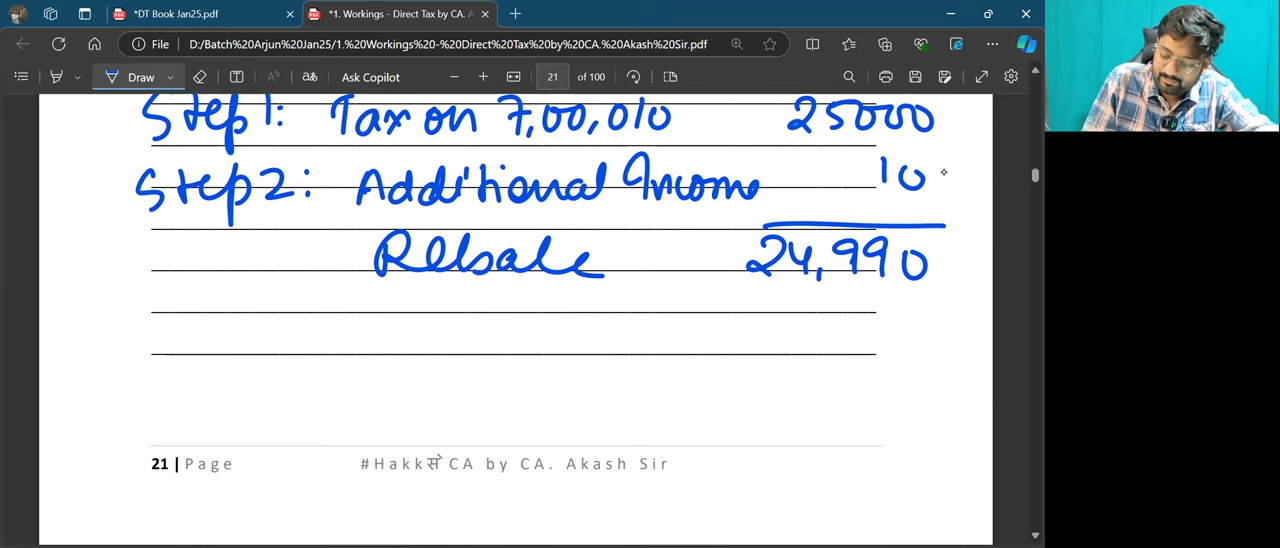 *DT Book Jan25.pdf
*1. Workings - Direct Tax by CA. A
File
D:/Batch%20Arjun%20Jan25/1.%20Workings%20-%20Direct%20Tax%20by%20CA.%20Akash%20Sir.pdf
Draw
Ask Copilot
21 of 100
Step 1: Tax on 7,00,010 25000
Step 2: Additional Income 10
Rebate 24,990
21 | Page #Hakkसे CA by CA. Akash Sir